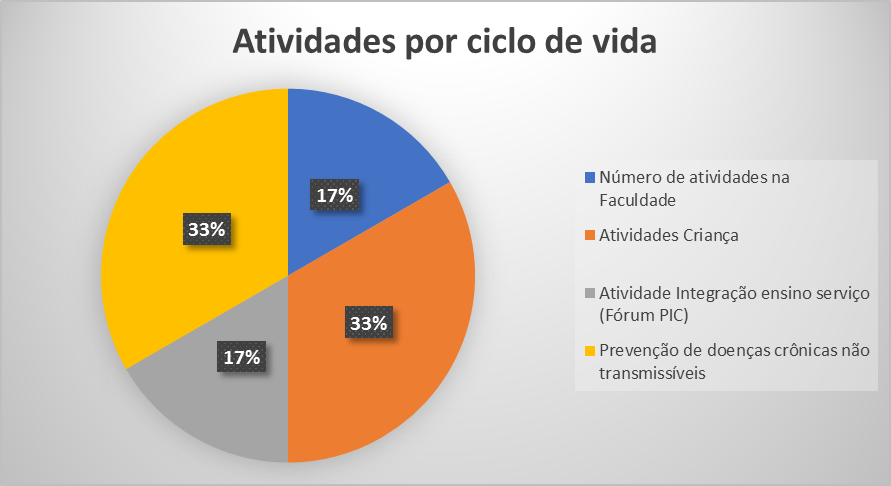 Atividades por ciclo de vida
17%
33%
17%
33%
Número de atividades na
Faculdade
Atividades Criança
Atividade Integração ensino serviço
(Fórum PIC)
Prevenção de doenças crônicas não
transmissíveis